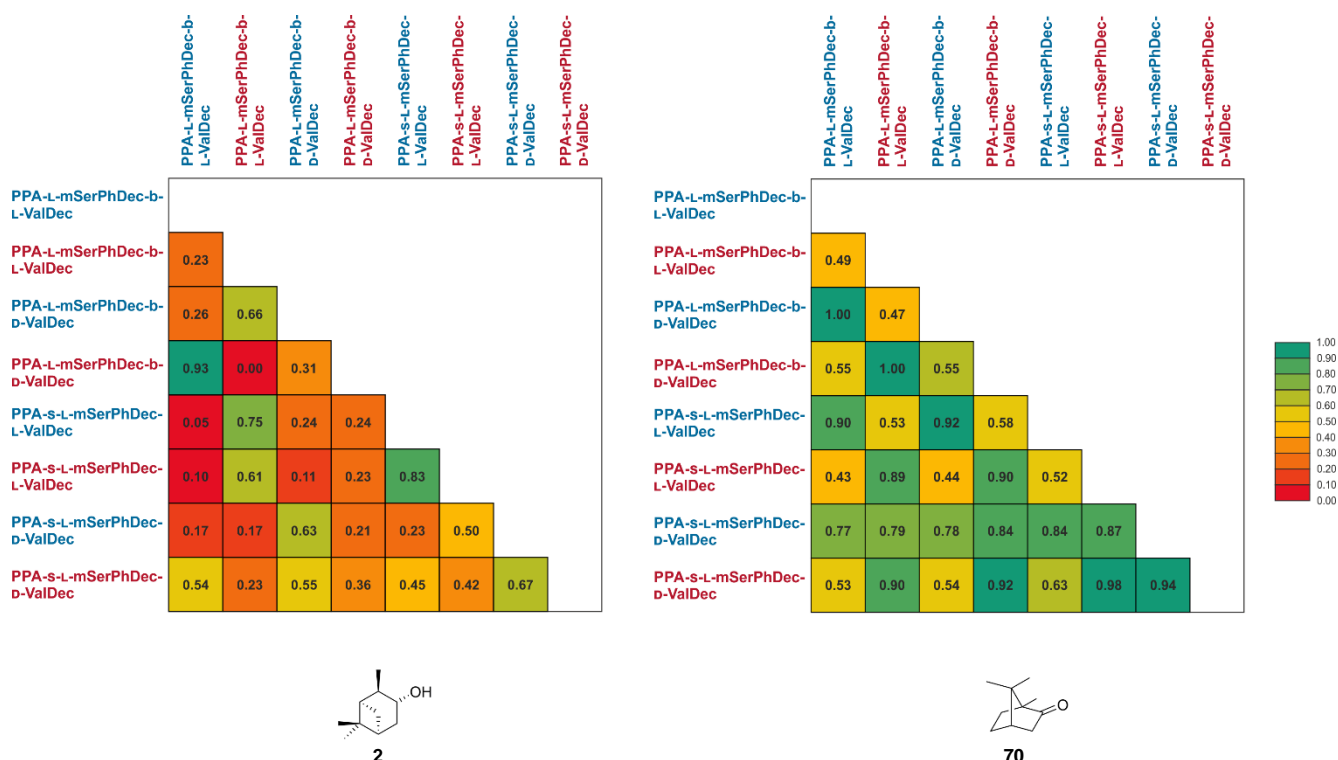 PPA-L-mSerPhDec-b-
L-ValDec
PPA-L-mSerPhDec-b-
L-ValDec
PPA-L-mSerPhDec-b-
D-ValDec
PPA-L-mSerPhDec-b-
D-ValDec
PPA-s-L-mSerPhDec-
L-ValDec
PPA-s-L-mSerPhDec-
L-ValDec
PPA-s-L-mSerPhDec-
D-ValDec
PPA-s-L-mSerPhDec-
D-ValDec
PPA-L-mSerPhDec-b-
L-ValDec
PPA-L-mSerPhDec-b-
L-ValDec
0.23
PPA-L-mSerPhDec-b-
D-ValDec
0.26 0.66
PPA-L-mSerPhDec-b-
D-ValDec
0.93 0.00 0.31
PPA-s-L-mSerPhDec-
L-ValDec
0.05 0.75 0.24 0.24
PPA-s-L-mSerPhDec-
L-ValDec
0.10 0.61 0.11 0.23 0.83
PPA-s-L-mSerPhDec-
D-ValDec
0.17 0.17 0.63 0.21 0.23 0.50
PPA-s-L-mSerPhDec-
D-ValDec
0.54 0.23 0.55 0.36 0.45 0.42 0.67
OH
2
PPA-L-mSerPhDec-b-
L-ValDec
PPA-L-mSerPhDec-b-
L-ValDec
PPA-L-mSerPhDec-b-
D-ValDec
PPA-L-mSerPhDec-b-
D-ValDec
PPA-s-L-mSerPhDec-
L-ValDec
PPA-s-L-mSerPhDec-
L-ValDec
PPA-s-L-mSerPhDec-
D-ValDec
PPA-s-L-mSerPhDec-
D-ValDec
PPA-L-mSerPhDec-b-
L-ValDec
PPA-L-mSerPhDec-b-
L-ValDec
0.49
PPA-L-mSerPhDec-b-
D-ValDec
1.00 0.47
PPA-L-mSerPhDec-b-
D-ValDec
0.55 1.00 0.55
PPA-s-L-mSerPhDec-
L-ValDec
0.90 0.53 0.92 0.58
PPA-s-L-mSerPhDec-
L-ValDec
0.43 0.89 0.44 0.90 0.52
PPA-s-L-mSerPhDec-
D-ValDec
0.77 0.79 0.78 0.84 0.84 0.87
PPA-s-L-mSerPhDec-
D-ValDec
0.53 0.90 0.54 0.92 0.63 0.98 0.94
O
70
1.00
0.90
0.80
0.70
0.60
0.50
0.40
0.30
0.20
0.10
0.00